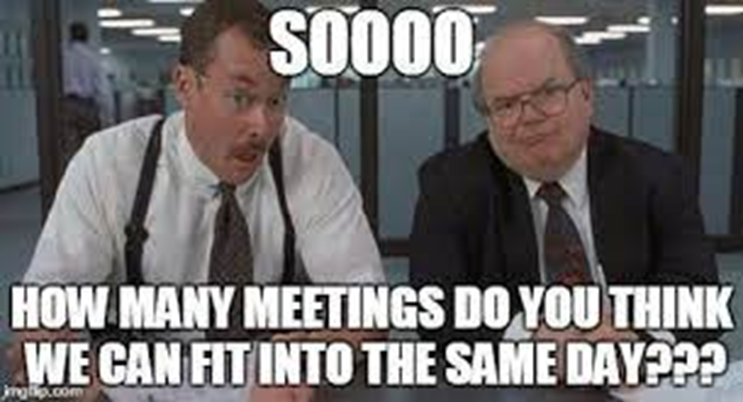 SOOOO
HOW MANY MEETINGS DO YOU THINK
WE CAN FIT INTO THE SAME DAY???
imgflip.com